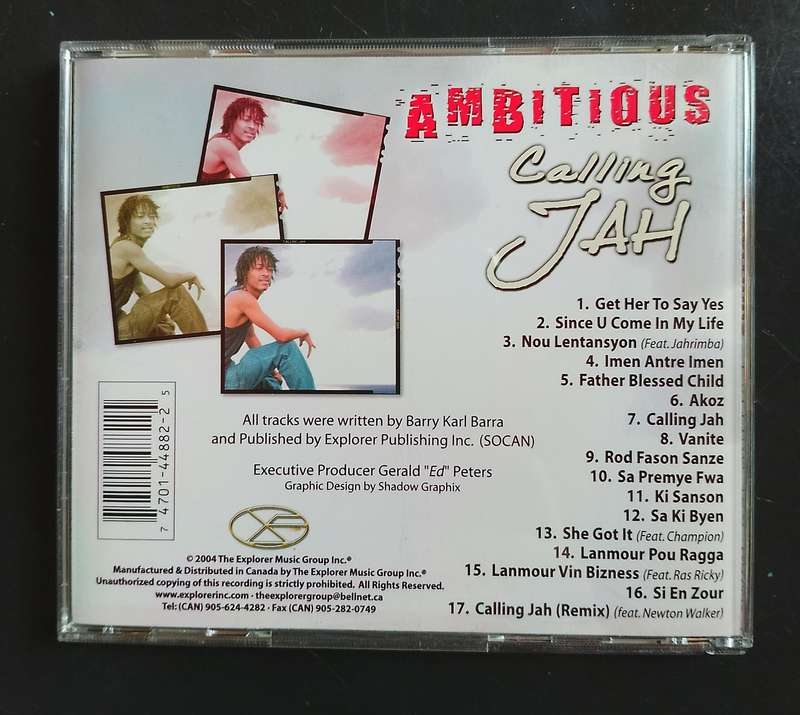 AMBITIOUS
Calling
JAH
1. Get Her To Say Yes
2. Since U Come In My Life
3. Nou Lentansyon (Feat. Jahrimba)
4. Imen Antre Imen
5. Father Blessed Child
6. Akoz
7. Calling Jah
8. Vanite
9. Rod Fason Sanze
10. Sa Premye Fwa
11. Ki Sanson
12. Sa Ki Byen
13. She Got It (Feat. Champion)
14. Lanmour Pou Ragga
15. Lanmour Vin Bizness (Feat. Ras Ricky)
16. Si En Zour
17. Calling Jah (Remix) (feat. Newton Walker)
All tracks were written by Barry Karl Barra
and Published by Explorer Publishing Inc. (SOCAN)
Executive Producer Gerald "Ed" Peters
Graphic Design by Shadow Graphix
7 4701-44882-2 5
© 2004 The Explorer Music Group Inc.®
Manufactured & Distributed in Canada by The Explorer Music Group Inc.®
Unauthorized copying of this recording is strictly prohibited. All Rights Reserved.
www.explorerinc.com · theexplorergroup@bellnet.ca
Tel: (CAN) 905-624-4282 · Fax (CAN) 905-282-0749